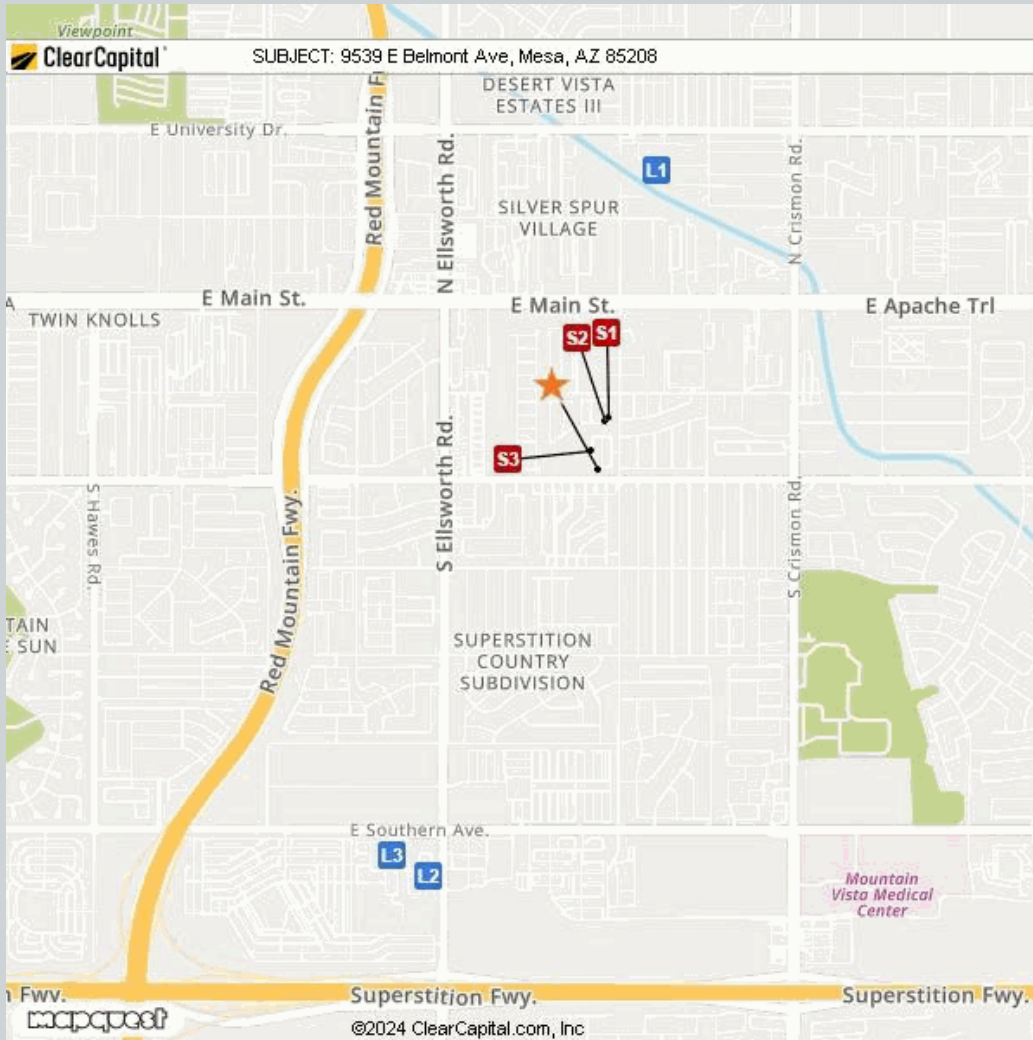 Viewpoint
ClearCapital
SUBJECT: 9539 E Belmont Ave, Mesa, AZ 85208
DESERT VISTA
ESTATES III
E University Dr.
Red Mountain F
N Ellsworth Rd.
N Crismon Rd.
L1
SILVER SPUR
VILLAGE
E Main St.
E Main St.
E Apache Trl
A
TWIN KNOLLS
S2
S1
S3
S Ellsworth Rd.
S Hawes Rd.
Red Mountain Fwy.
S Crismon Rd.
TAIN
E SUN
SUPERSTITION
COUNTRY
SUBDIVISION
E Southern Ave.
L3
L2
Mountain
Vista Medical
Center
n Fwy.
Superstition Fwy.
Superstition Fwy.
mapquest
©2024 ClearCapital.com, Inc